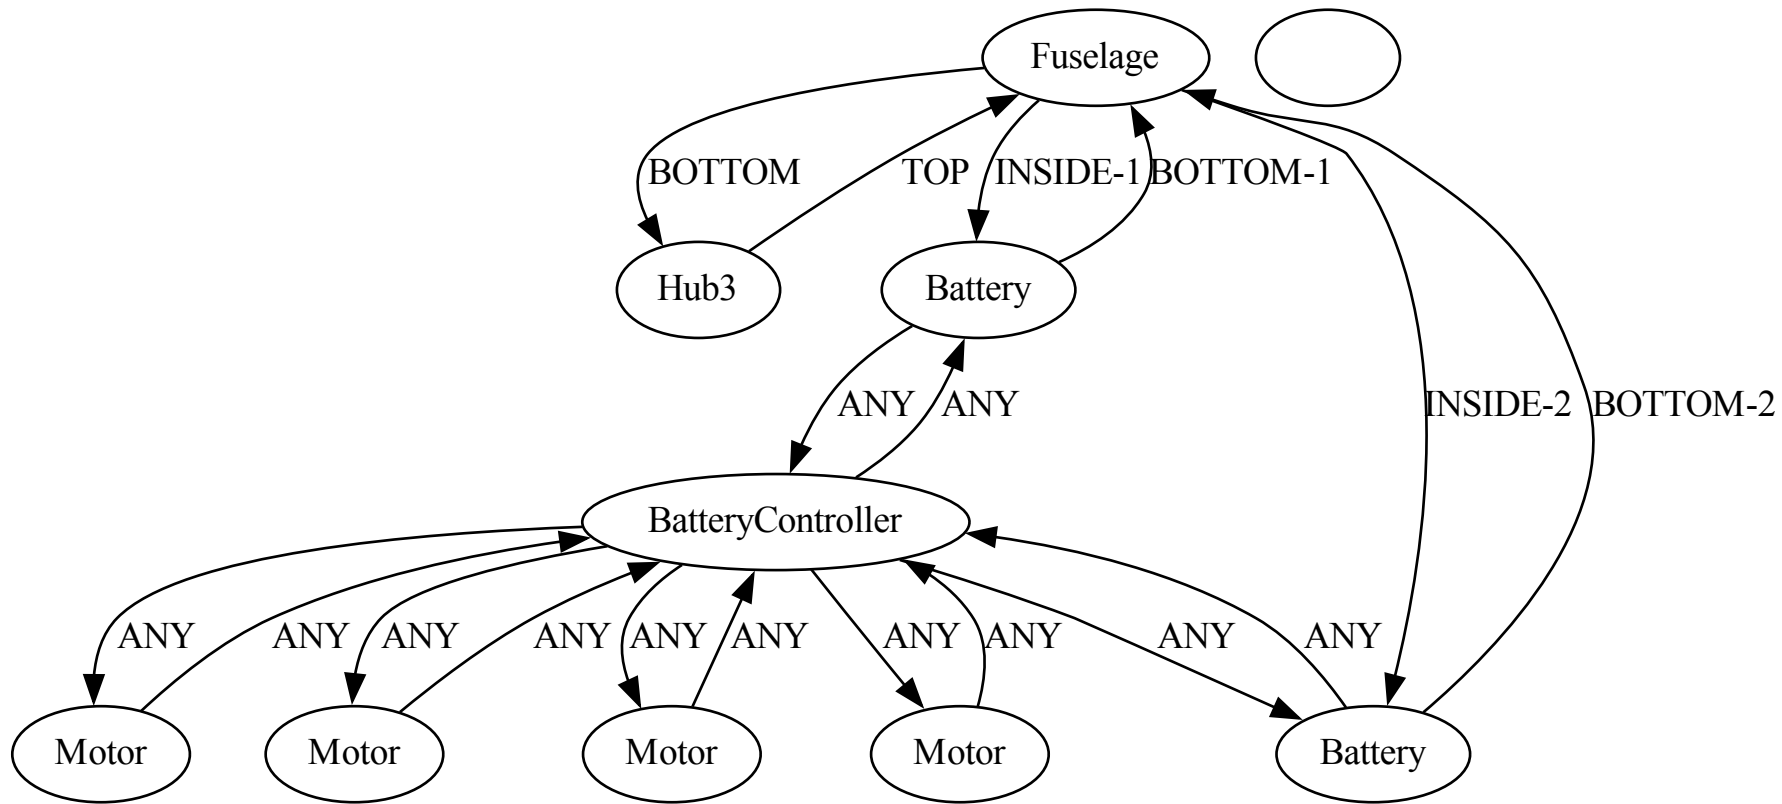 Fuselage
BOTTOM
TOP
INSIDE-1
BOTTOM-1
Hub3
Battery
ANY
ANY
INSIDE-2
BOTTOM-2
BatteryController
ANY
ANY
ANY
ANY
ANY
ANY
ANY
ANY
ANY
ANY
Motor
Motor
Motor
Motor
Battery